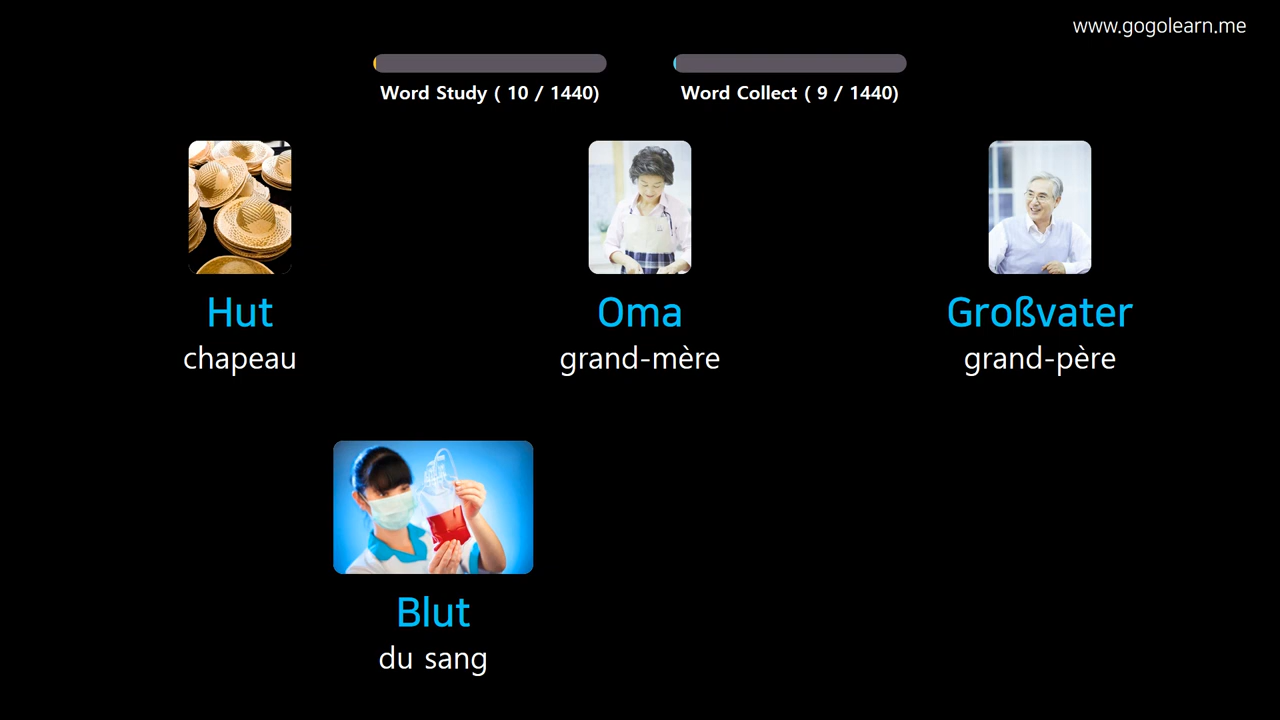 www.gogolearn.me
Word Study ( 10 / 1440)
Word Collect ( 9 / 1440)
Hut
chapeau
Oma
grand-mère
Großvater
grand-père
Blut
du sang